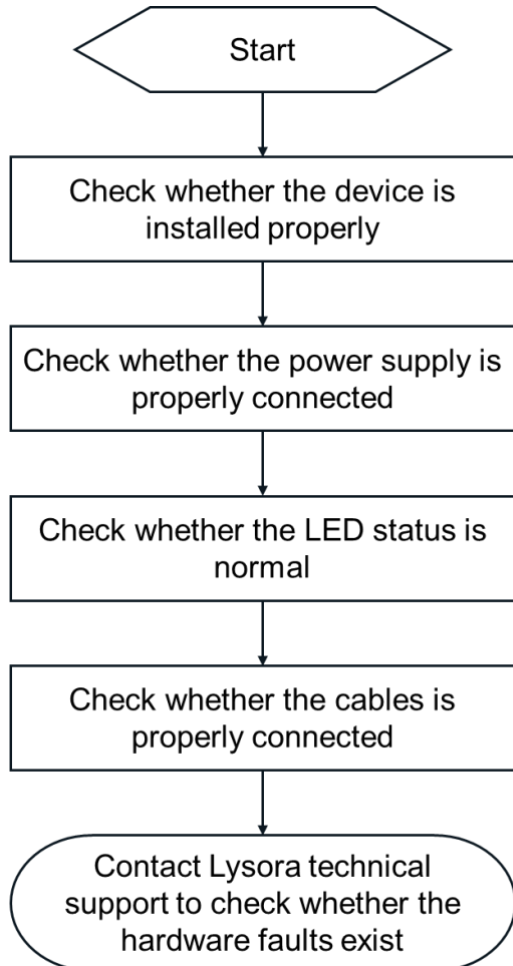 Start
Check whether the device is
installed properly
Check whether the power supply is
properly connected
Check whether the LED status is
normal
Check whether the cables is
properly connected
Contact Lysora technical
support to check whether the
hardware faults exist